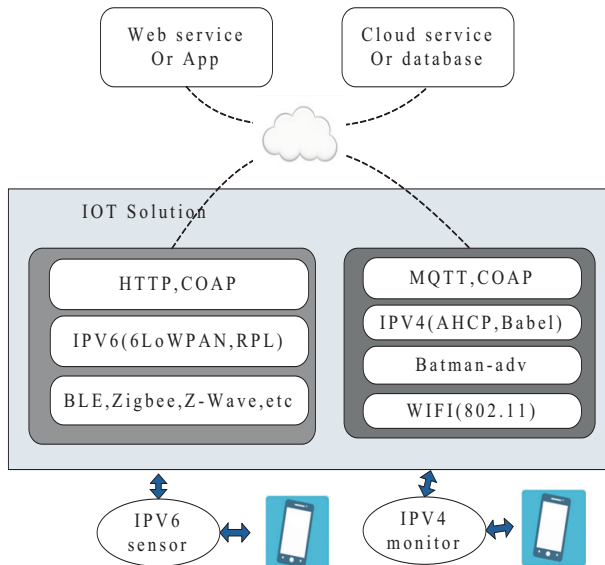 Web service
Or App
Cloud service
Or database
IOT Solution
HTTP,COAP
IPV6(6LoWPAN,RPL)
BLE,Zigbee,Z-Wave,etc
MQTT,COAP
IPV4(AHCP,Babel)
Batman-adv
WIFI(802.11)
IPV6
sensor
IPV4
monitor